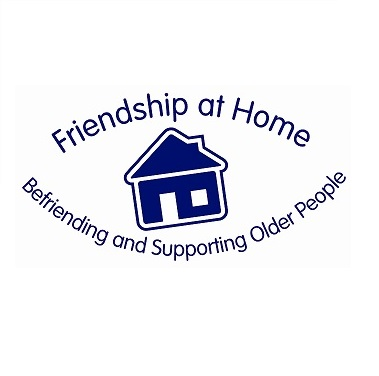 Friendship at Home
Befriending and Supporting Older People